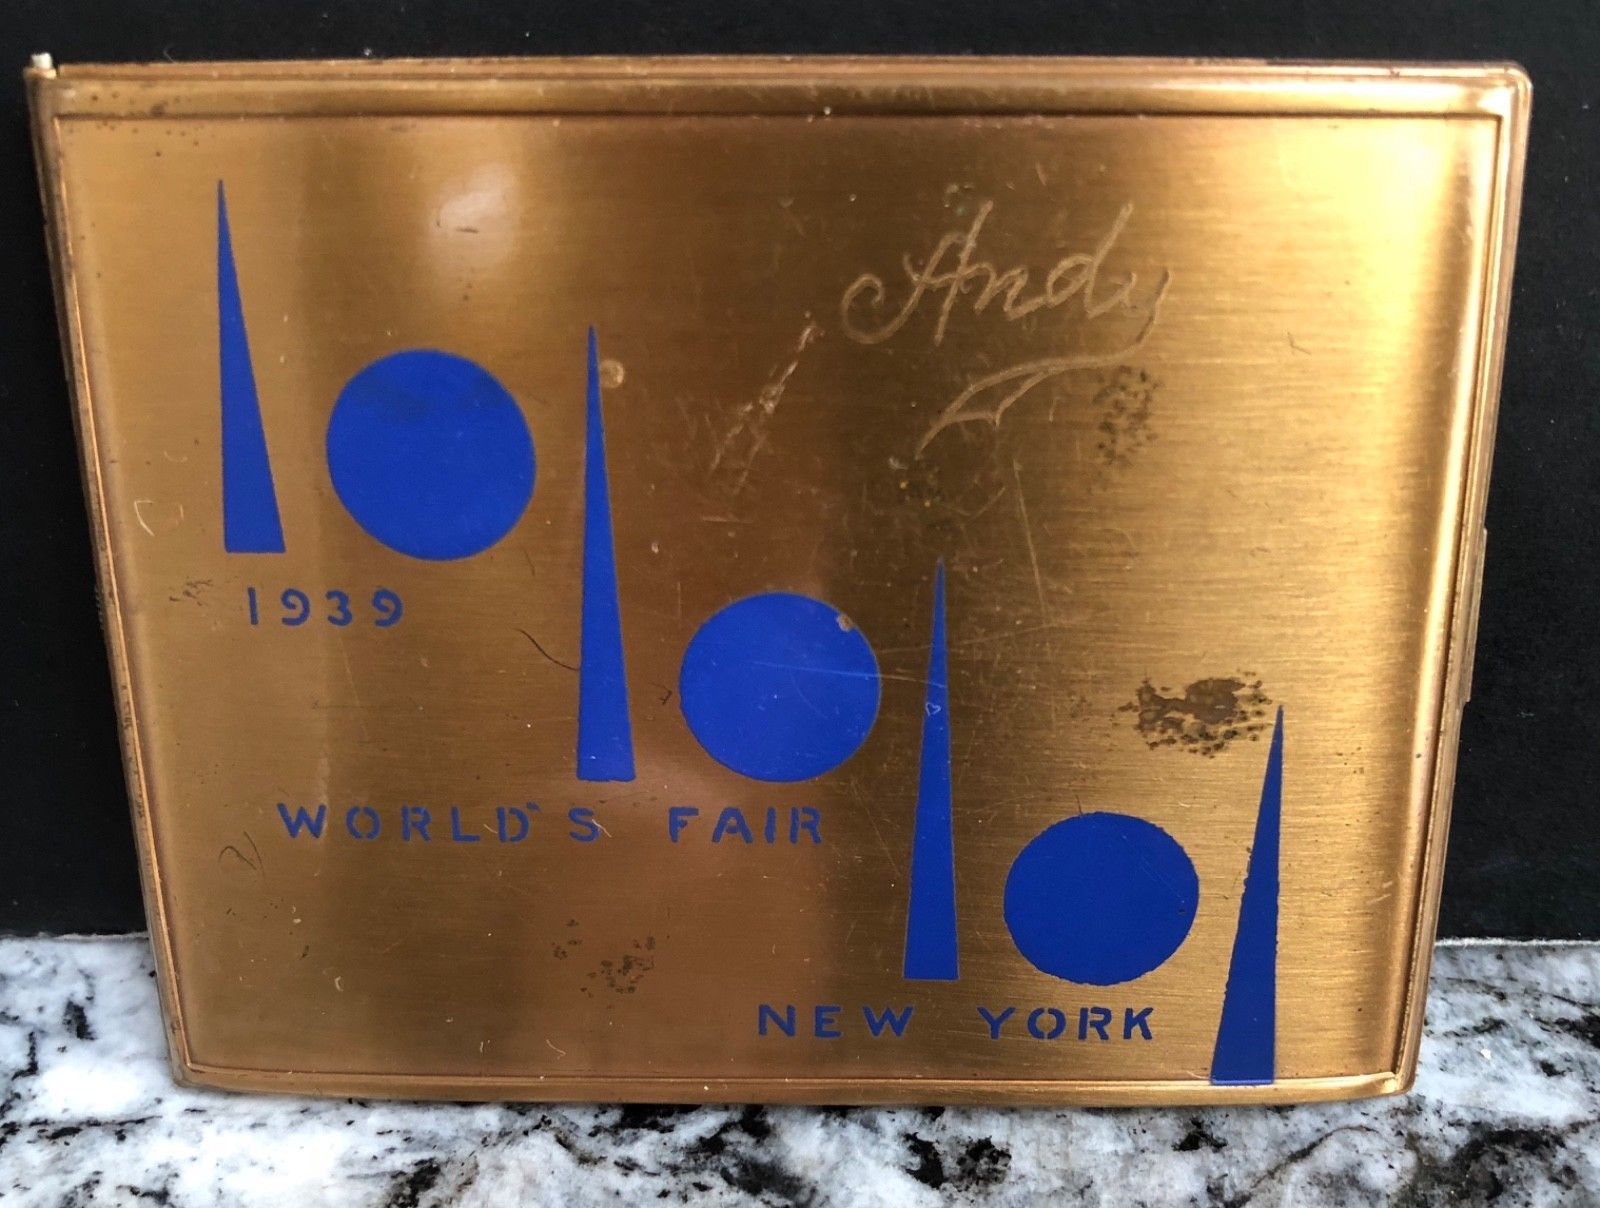 Andy
1939
WORLD'S FAIR
NEW YORK